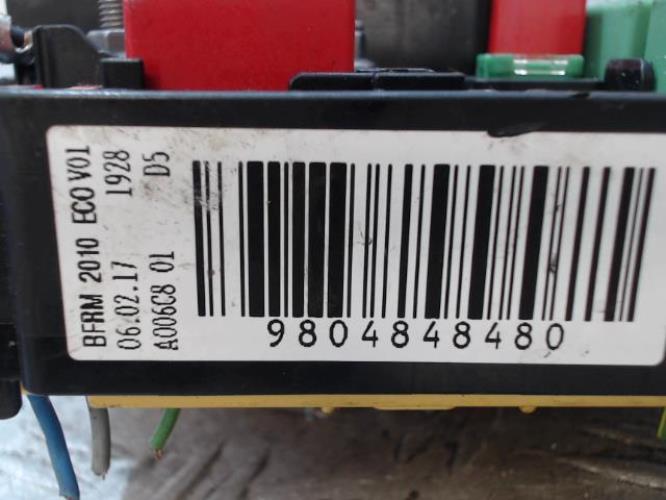 BFRM 2010 ECO V01
06.02.17 1928
A006C8 01 D5
9804848480